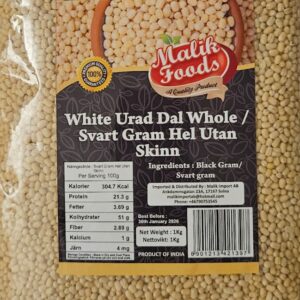 Malik
Foods
A Quality Product
100%
White Urad Dal Whole /
Svart Gram Hel Utan
Skinn
Näringsvärde : Svart Gram Hel Utan
Skinn
Per Serving 100g
Kalorier 304.7 Kcal
Protein 21.3 g
Fetter 3.69 g
Kolhydrater 51 g
Fiber 2.89 g
Kalcium 1 g
Järn 4 mg
Ingredients : Black Gram/
Svart gram
Imported & Distributed By : Malik Import AB
Best Before :
20th January 2026
Net Weight : 1Kg
Nettovikt: 1Kg
PRODUCT OF INDIA